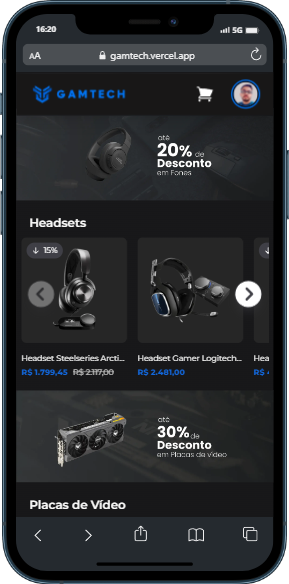 16:20
5G
AA
gamtech.vercel.app
GAMTECH
até
20% de
Desconto
em Fones
Headsets
15%
Headset Steelseries Arcti...
Headset Gamer Logitech...
Hea
R$ 1.799,45 R$ 2.117,00
R$ 2.481,00
R$
até
30% de
Desconto
em Placas de vídeo
Placas de Vídeo